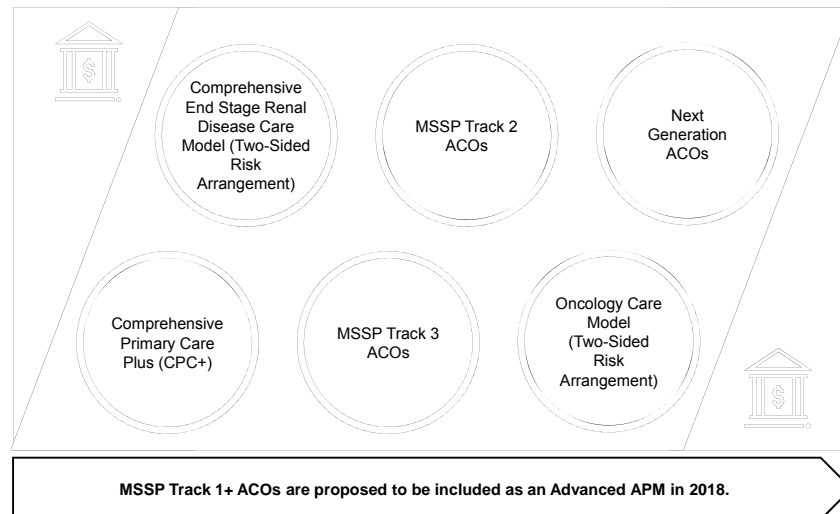 Comprehensive
End Stage Renal
Disease Care
Model (Two-Sided
Risk
Arrangement)
MSSP Track 2
ACOs
Next
Generation
ACOs
Comprehensive
Primary Care
Plus (CPC+)
MSSP Track 3
ACOs
Oncology Care
Model
(Two-Sided
Risk
Arrangement)
$
$
MSSP Track 1+ ACOs are proposed to be included as an Advanced APM in 2018.